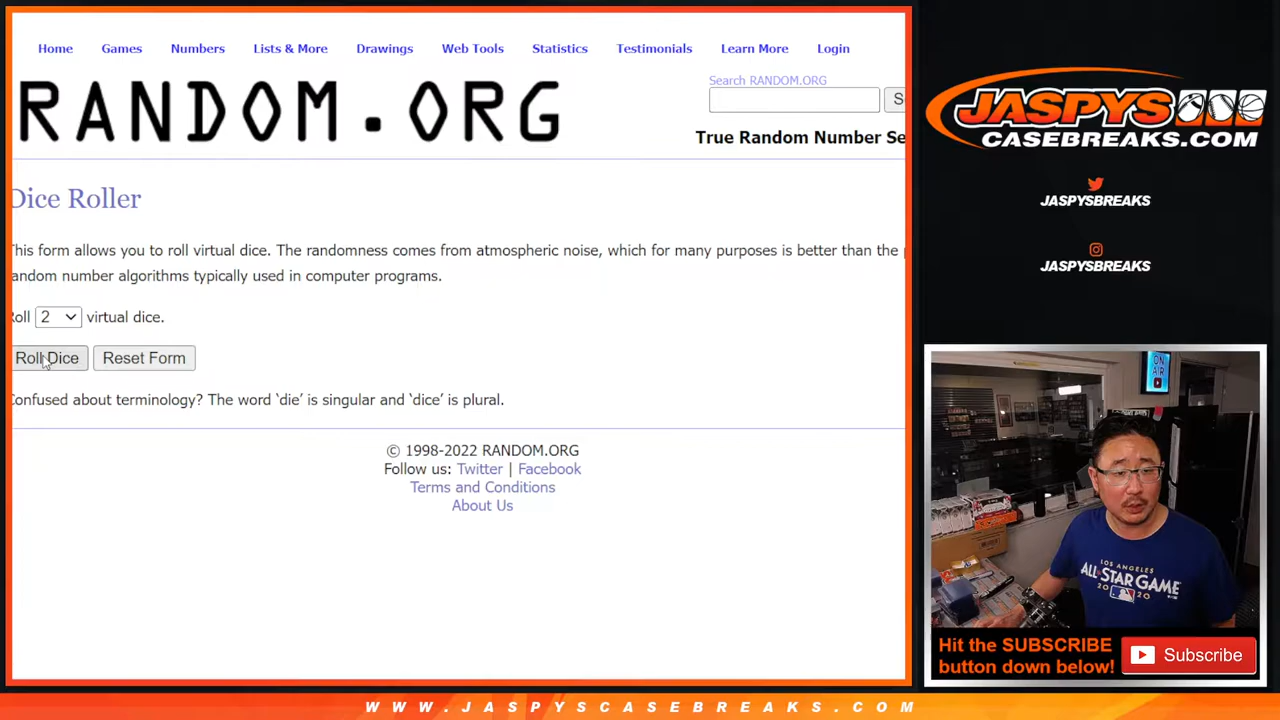 Home Games Numbers Lists & More Drawings Web Tools Statistics Testimonials Learn More Login
RANDOM.ORG
Search RANDOM.ORG
True Random Number Se
Dice Roller
This form allows you to roll virtual dice. The randomness comes from atmospheric noise, which for many purposes is better than the p
random number algorithms typically used in computer programs.
Roll 2 virtual dice.
Roll Dice Reset Form
Confused about terminology? The word ‘die’ is singular and ‘dice’ is plural.
© 1998-2022 RANDOM.ORG
Follow us: Twitter | Facebook
Terms and Conditions
About Us
JASPYS
CASEBREAKS.COM
JASPYSBREAKS
JASPYSBREAKS
ON
AIR
LOS ANGELES
ALL STAR GAME
2020
Hit the SUBSCRIBE
button down below!
Subscribe
WWW.JASPYSCASEBREAKS.COM